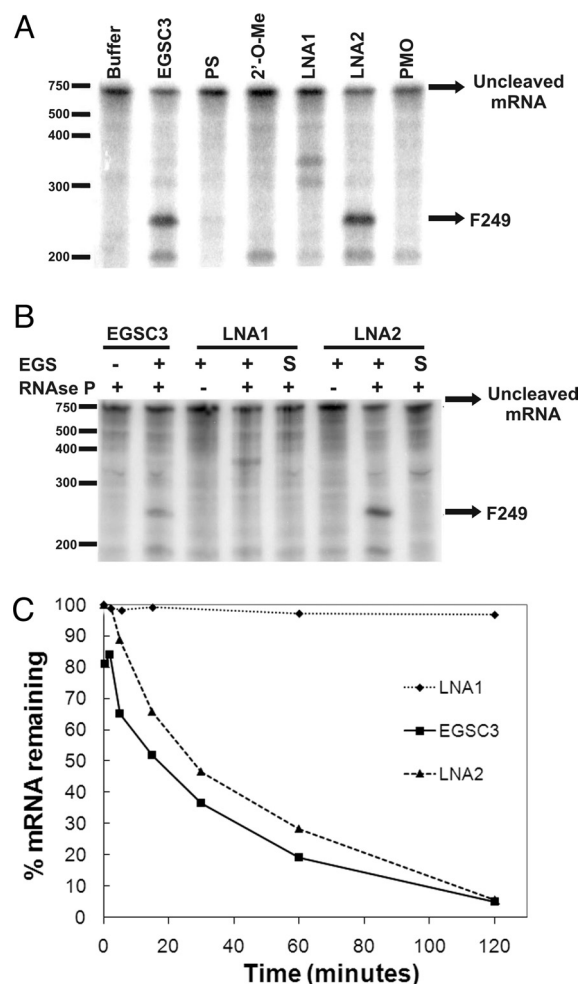 A
Buffer EGSC3 PS 2'-O-Me LNA1 LNA2 PMO
750
Uncleaved
mRNA
500
400
300
F249
200
B
EGSC3 LNA1 LNA2
EGS - + + + S + + S
RNAse P + + - + + - + +
Uncleaved
mRNA
750
500
400
300
F249
200
C
% mRNA remaining
100
90
80
70
60
50
40
30
20
10
0
LNA1
EGSC3
LNA2
0 20 40 60 80 100 120
Time (minutes)